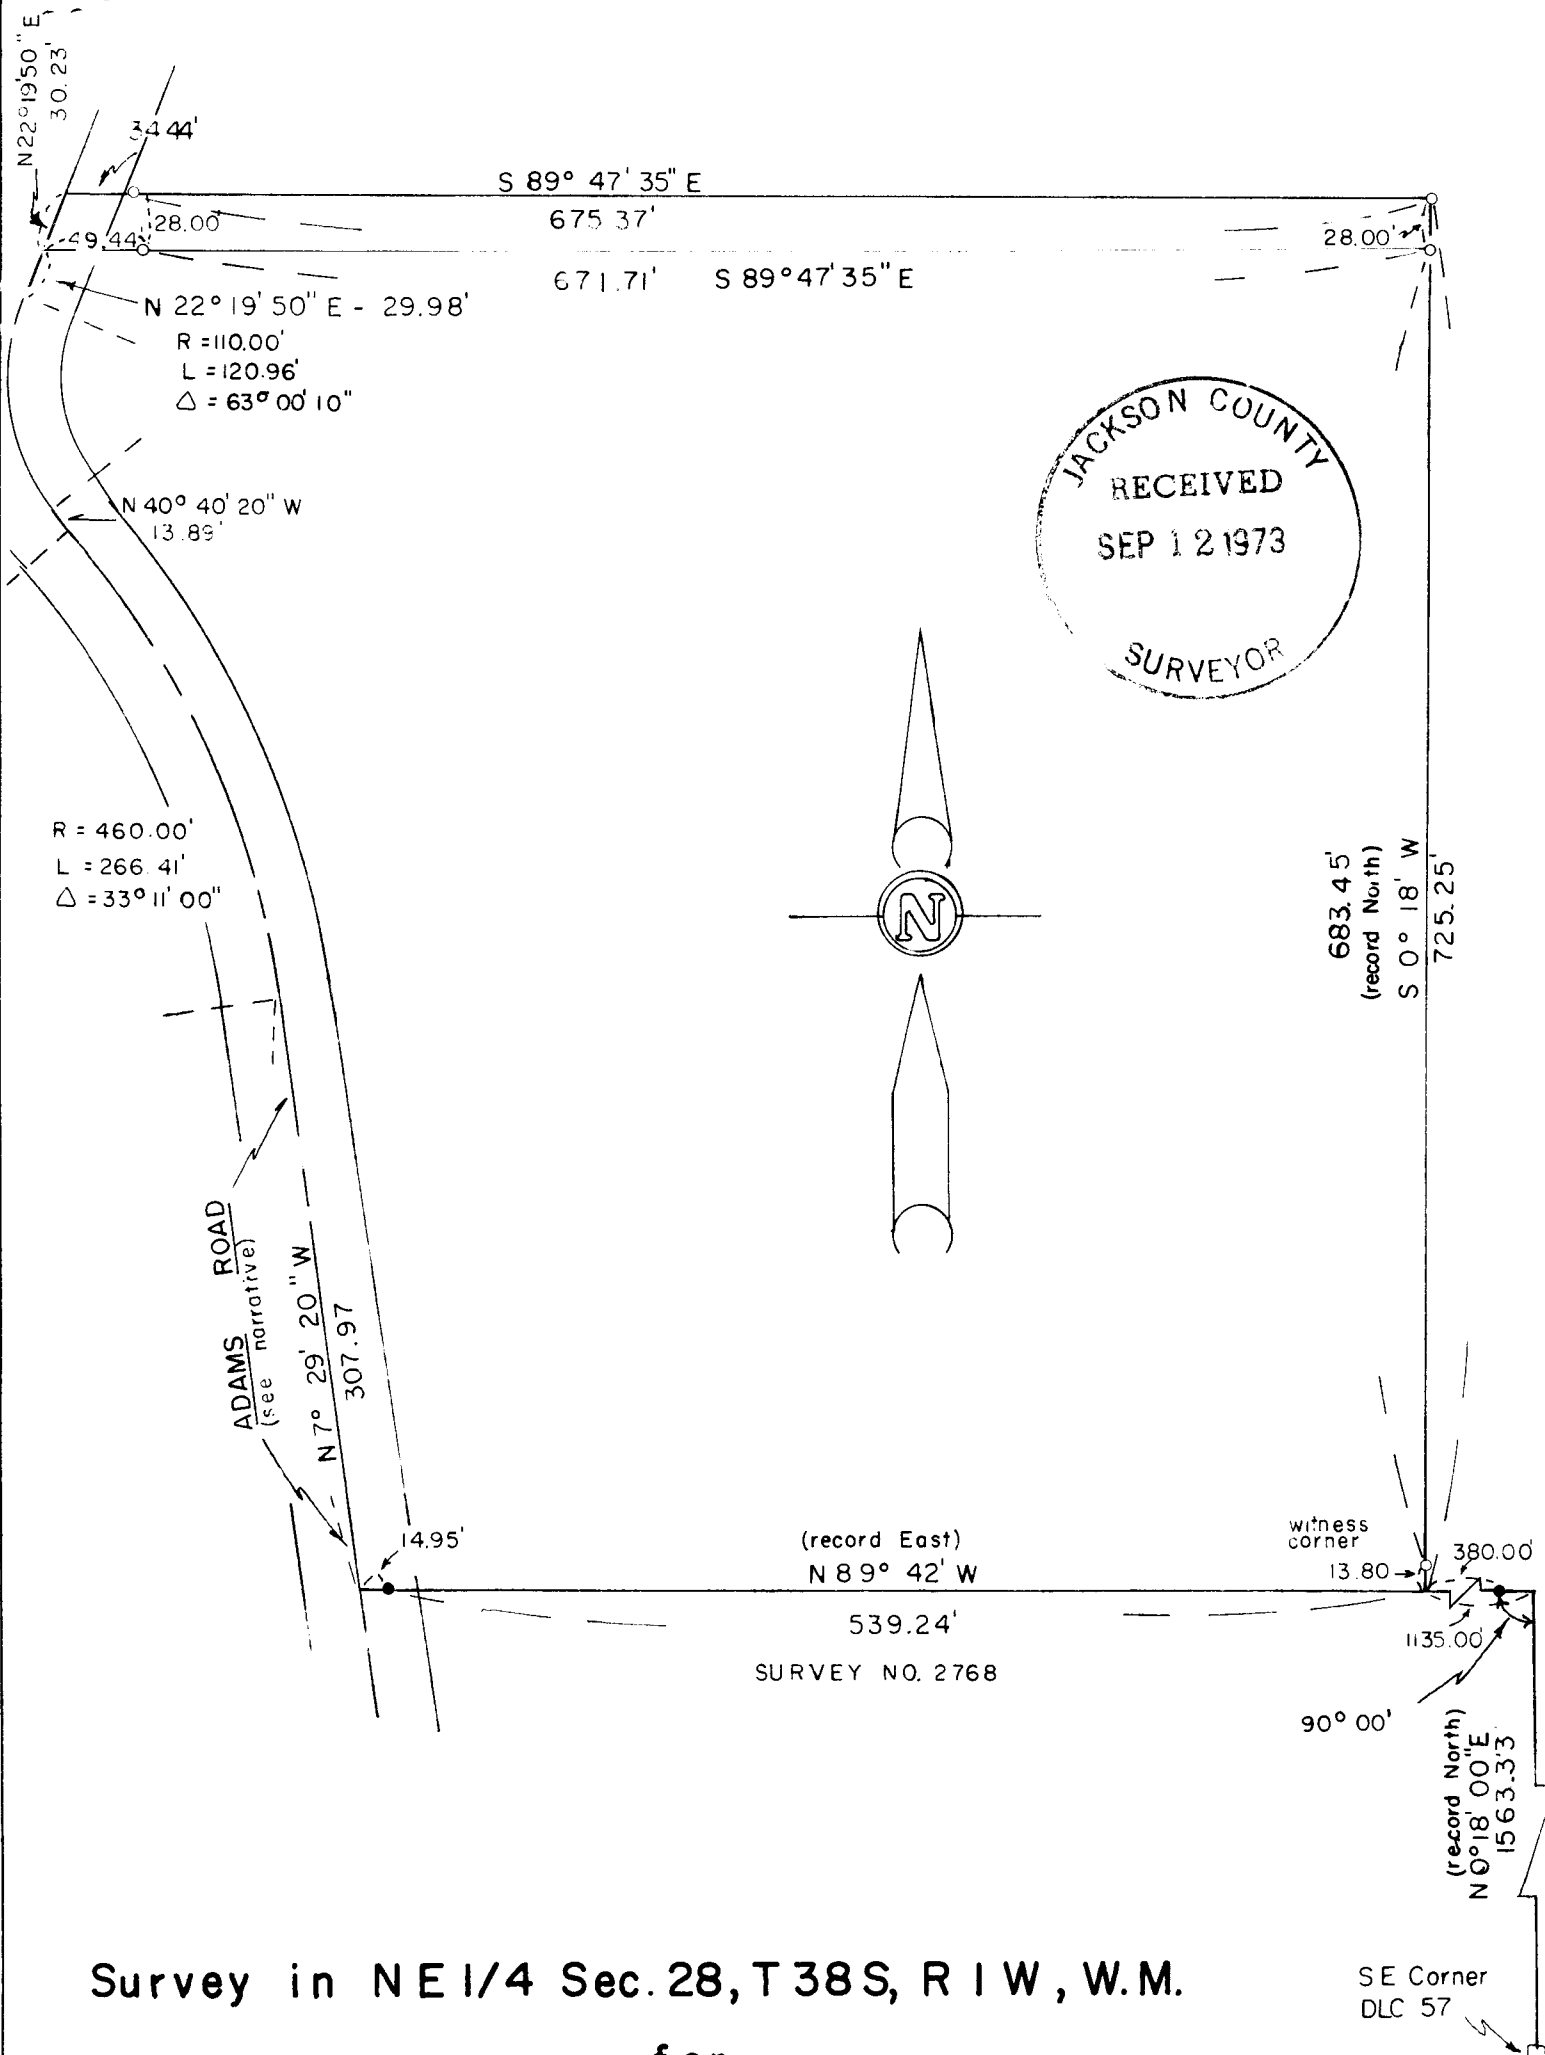 N22°19'50" E
30.23'
34.44'
S 89° 47' 35" E
675.37'
28.00'
49.44'
28.00'
671.71' S 89°47'35" E
N 22° 19' 50" E - 29.98'
R = 110.00'
L = 120.96'
△ = 63° 00' 10"
JACKSON COUNTY
RECEIVED
SEP 12 1973
SURVEYOR
N 40° 40' 20" W
13.89'
R = 460.00'
L = 266.41'
△ = 33° 11' 00"
N
683.45'
(record North)
S 0° 18' W
725.25'
ADAMS ROAD
(see narrative)
N 7° 29' 20" W
307.97
14.95'
(record East)
N 89° 42' W
539.24'
SURVEY NO. 2768
witness
corner
13.80
380.00'
1135.00'
90° 00'
(record North)
N 0° 18' 00" E
1563.33
Survey in NE 1/4 Sec. 28, T 38 S, R 1 W, W.M.
for
S E Corner
DLC 57